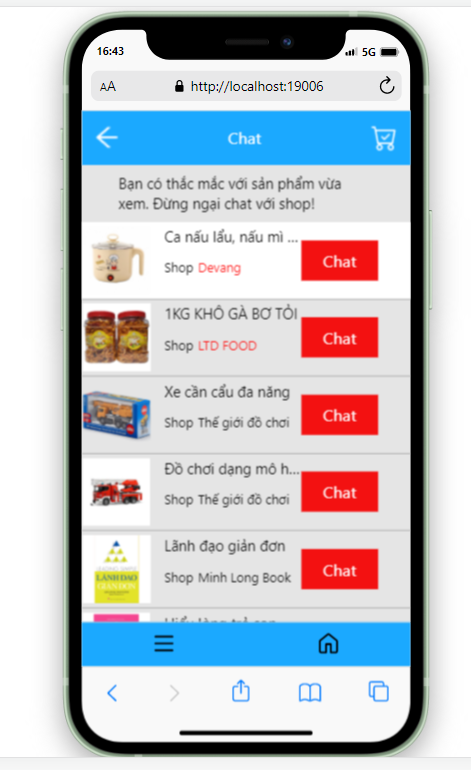 16:43
5G
AA
http://localhost:19006
Chat
Bạn có thắc mắc với sản phẩm vừa
xem. Đừng ngại chat với shop!
Ca nấu lẩu, nấu mì ...
Shop Devang
Chat
1KG KHÔ GÀ BƠ TỎI
Shop LTD FOOD
Chat
Xe cần cẩu đa năng
Shop Thế giới đồ chơi
Chat
Đồ chơi dạng mô h...
Shop Thế giới đồ chơi
Chat
LÃNH ĐẠO
GIẢN ĐƠN
Lãnh đạo giản đơn
Shop Minh Long Book
Chat